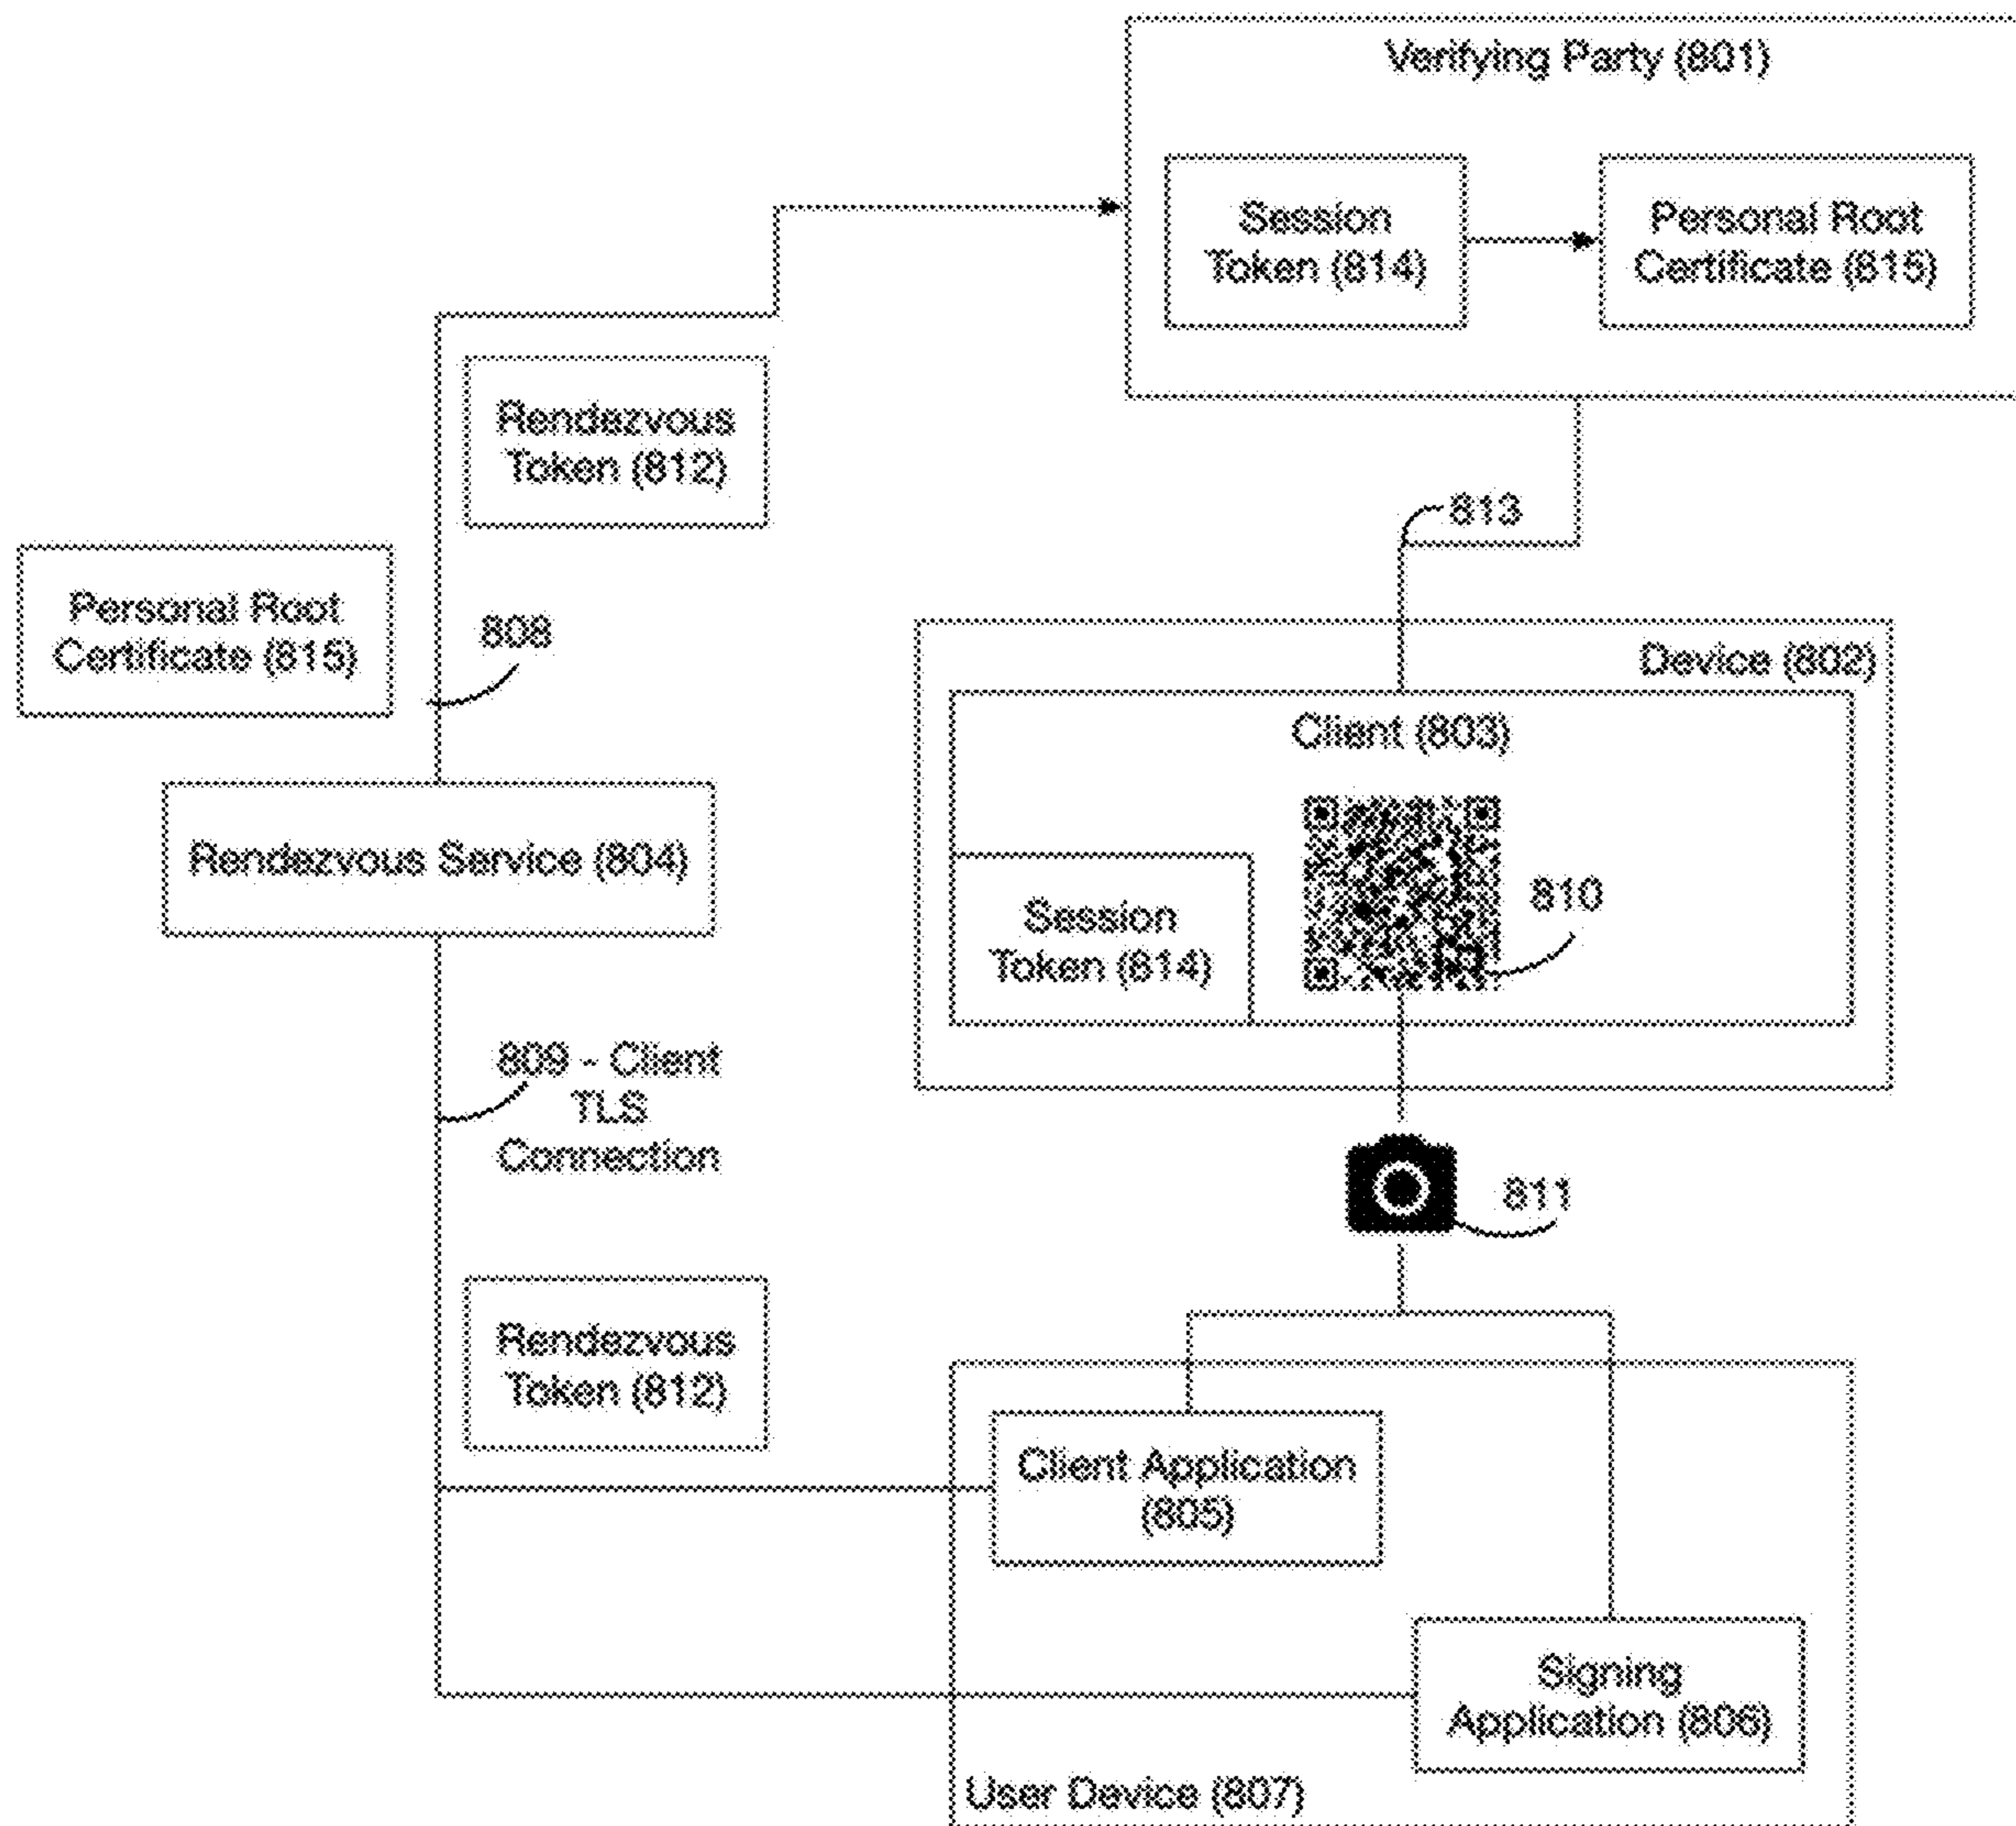 Verifying Party (801)
Session
Token (814)
Personal Root
Certificate (815)
Rendezvous
Token (812)
813
Personal Root
Certificate (815)
808
Device (802)
Client (803)
Rendezvous Service (804)
Session
Token (814)
810
809 - Client
TLS
Connection
811
Rendezvous
Token (812)
Client Application
(805)
Signing
Application (806)
User Device (807)